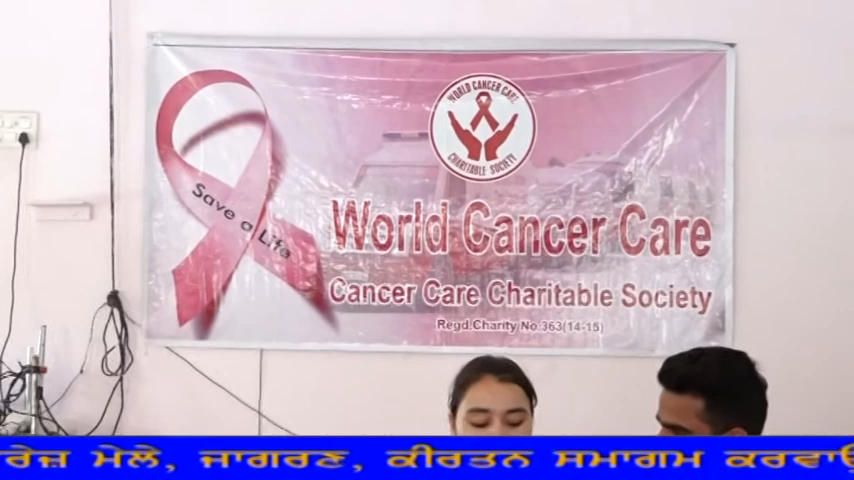 WORLD CANCER CARE
CHARITABLE SOCIETY
Save a Life
World Cancer Care
Cancer Care Charitable Society
Regd.Charity No.363(14-15)
ਮੇਲੇ, ਜਾਗਰਣ, ਕੀਰਤਨ ਸਮਾਗਮ